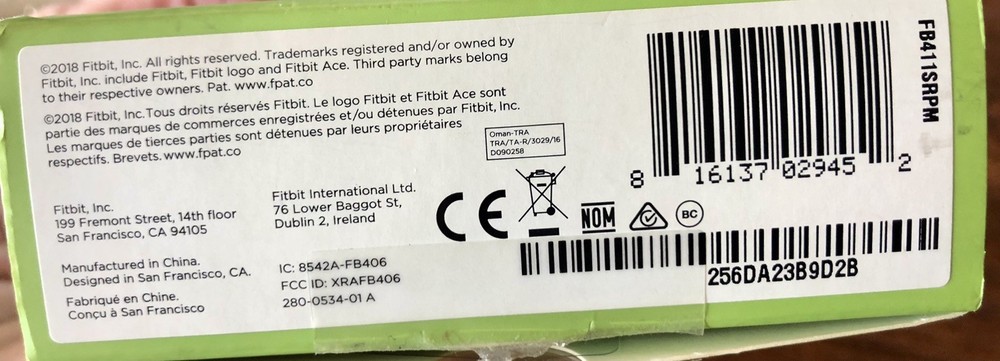 ©2018 Fitbit, Inc. All rights reserved. Trademarks registered and/or owned by
Fitbit, Inc. include Fitbit, Fitbit logo and Fitbit Ace. Third party marks belong
to their respective owners. Pat. www.fpat.co
©2018 Fitbit, Inc.Tous droits réservés Fitbit. Le logo Fitbit et Fitbit Ace sont
partie des marques de commerces enregistrées et/ou détenues par Fitbit, Inc.
Les marques de tierces parties sont détenues par leurs propriétaires
respectifs. Brevets. www.fpat.co
Oman-TRA
TRA/TA-R/3029/16
D090258
8 16137 02945 2
FB411SRPM
Fitbit, Inc.
199 Fremont Street, 14th floor
San Francisco, CA 94105
Fitbit International Ltd.
76 Lower Baggot St,
Dublin 2, Ireland
CE
NOM
BC
Manufactured in China.
Designed in San Francisco, CA.
Fabriqué en Chine.
Conçu à San Francisco
IC: 8542A-FB406
FCC ID: XRAFB406
280-0534-01 A
256DA23B9D2B